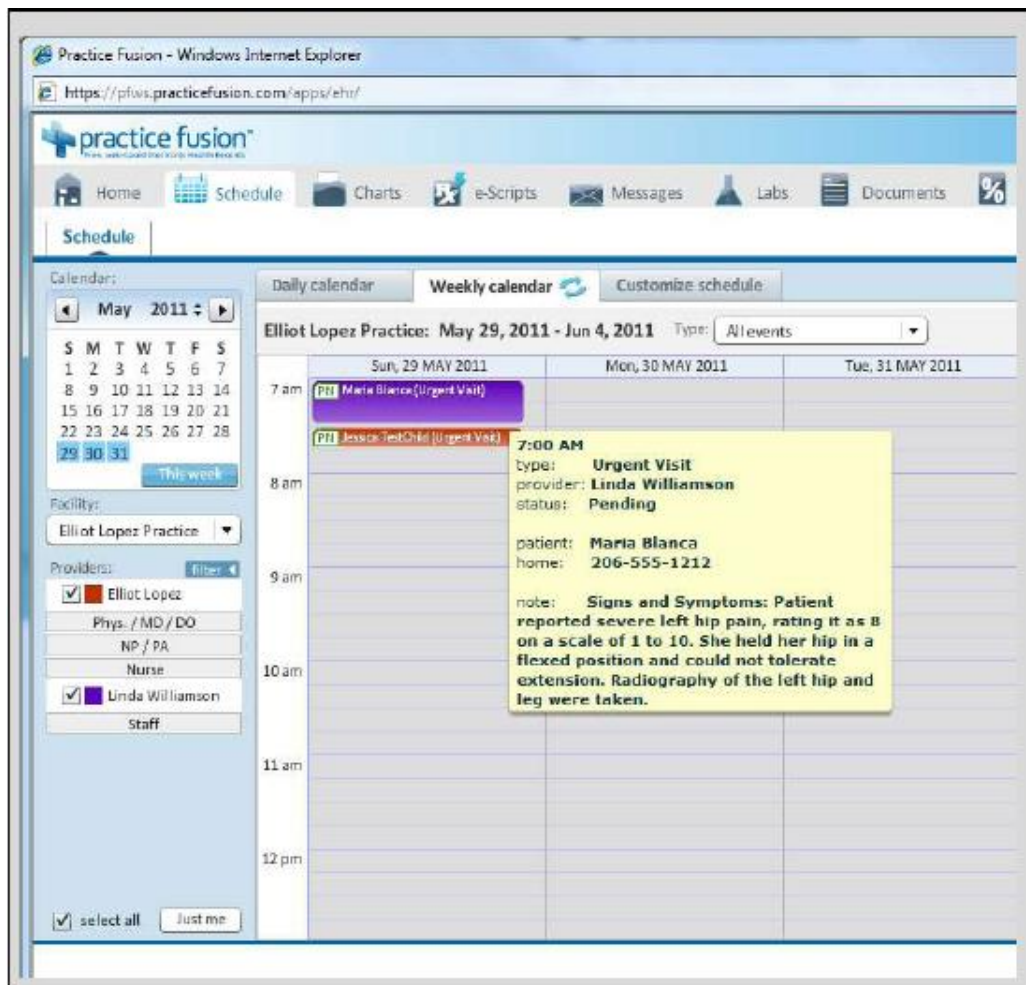 Practice Fusion - Windows Internet Explorer
https://pfws.practicefusion.com/apps/ehr/
practice fusion™
Home Schedule Charts e-Scripts Messages Labs Documents %
Schedule
Calendar:
May 2011
S M T W T F S
1 2 3 4 5 6 7
8 9 10 11 12 13 14
15 16 17 18 19 20 21
22 23 24 25 26 27 28
29 30 31
This week
Facility:
Elliot Lopez Practice
Providers: filter
Elliot Lopez
Phys. / MD / DO
NP / PA
Nurse
Linda Williamson
Staff
select all Just me
Daily calendar Weekly calendar Customize schedule
Elliot Lopez Practice: May 29, 2011 - Jun 4, 2011 Type: All events
Sun, 29 MAY 2011 Mon, 30 MAY 2011 Tue, 31 MAY 2011
7 am PN Maria Blanca (Urgent Visit)
PN Jessica TestChild (Urgent Visit)
8 am
9 am
10 am
11 am
12 pm
7:00 AM
type: Urgent Visit
provider: Linda Williamson
status: Pending
patient: Maria Blanca
home: 206-555-1212
note: Signs and Symptoms: Patient
reported severe left hip pain, rating it as 8
on a scale of 1 to 10. She held her hip in a
flexed position and could not tolerate
extension. Radiography of the left hip and
leg were taken.